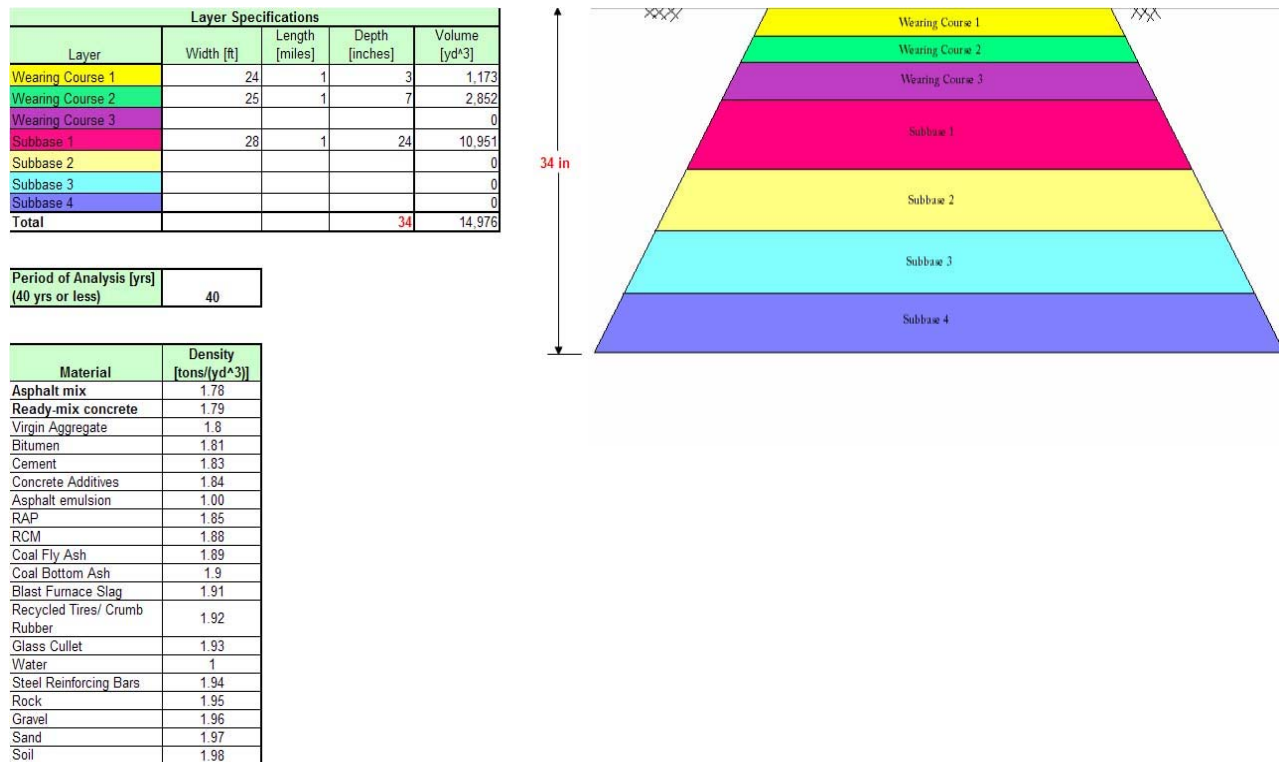 Layer Specifications
Layer Width [ft] Length [miles] Depth [inches] Volume [yd^3]
Wearing Course 1 24 1 3 1,173
Wearing Course 2 25 1 7 2,852
Wearing Course 3 0
Subbase 1 28 1 24 10,951
Subbase 2 0
Subbase 3 0
Subbase 4 0
Total 34 14,976
Period of Analysis [yrs]
(40 yrs or less) 40
Material Density [tons/(yd^3)]
Asphalt mix 1.78
Ready-mix concrete 1.79
Virgin Aggregate 1.8
Bitumen 1.81
Cement 1.83
Concrete Additives 1.84
Asphalt emulsion 1.00
RAP 1.85
RCM 1.88
Coal Fly Ash 1.89
Coal Bottom Ash 1.9
Blast Furnace Slag 1.91
Recycled Tires/ Crumb
Rubber 1.92
Glass Cullet 1.93
Water 1
Steel Reinforcing Bars 1.94
Rock 1.95
Gravel 1.96
Sand 1.97
Soil 1.98
34 in
Wearing Course 1
Wearing Course 2
Wearing Course 3
Subbase 1
Subbase 2
Subbase 3
Subbase 4